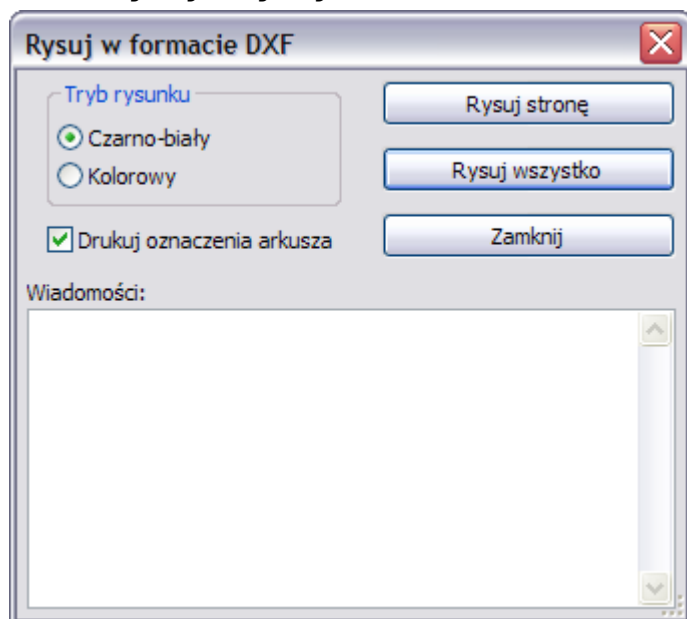 Rysuj w formacie DXF
Tryb rysunku
Czarno-biały
Kolorowy
Drukuj oznaczenia arkusza
Rysuj stronę
Rysuj wszystko
Zamknij
Wiadomości: